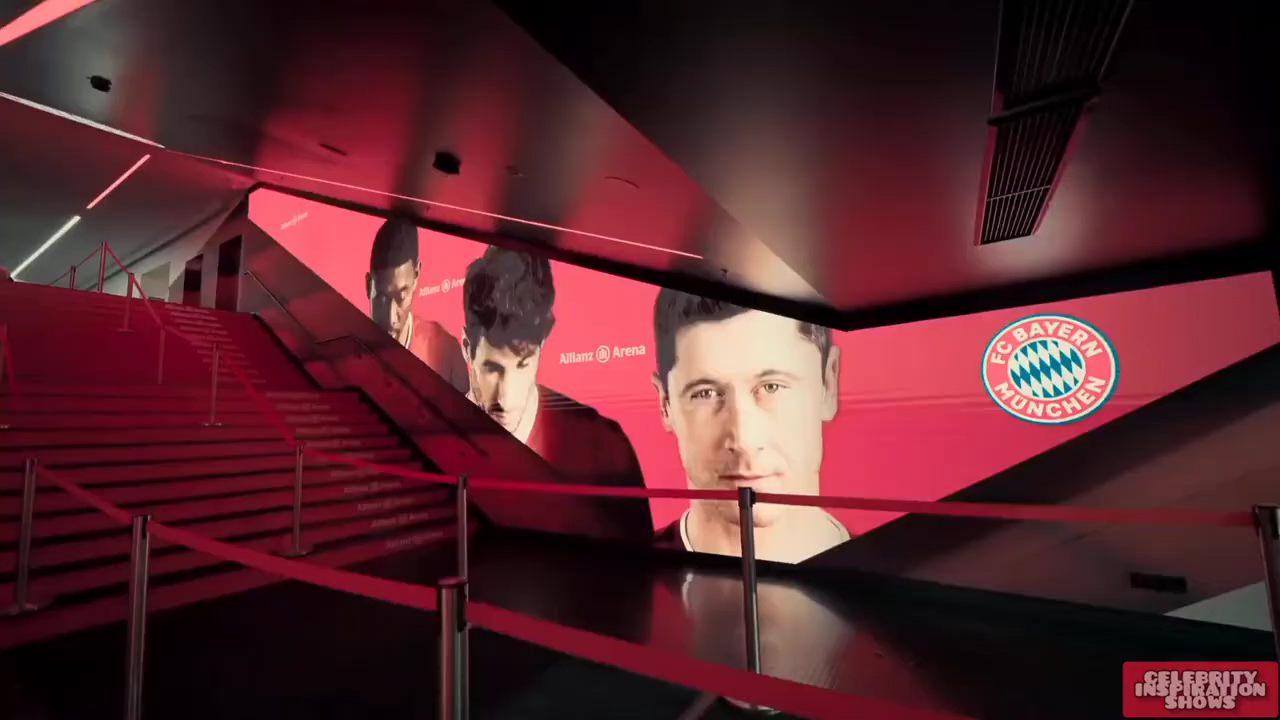 Allianz Arena
Allianz Arena
FC BAYERN
MÜNCHEN
CELEBRITY
INSPIRATION
SHOWS